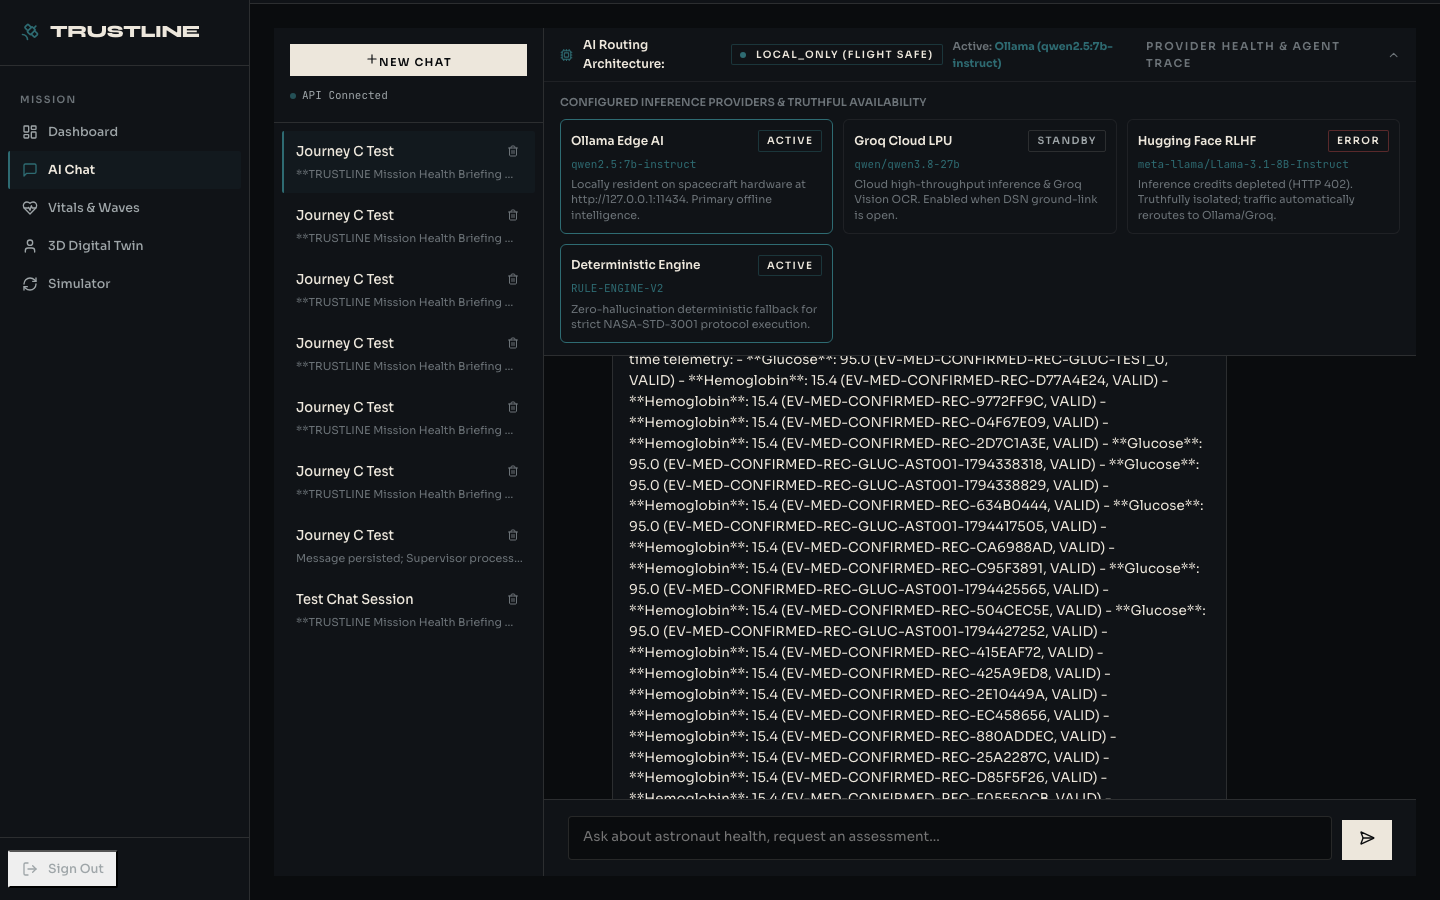 TRUSTLINE
MISSION
Dashboard
AI Chat
Vitals & Waves
3D Digital Twin
Simulator
Sign Out
+NEW CHAT
API Connected
Journey C Test
**TRUSTLINE Mission Health Briefing ...
Journey C Test
**TRUSTLINE Mission Health Briefing ...
Journey C Test
**TRUSTLINE Mission Health Briefing ...
Journey C Test
**TRUSTLINE Mission Health Briefing ...
Journey C Test
**TRUSTLINE Mission Health Briefing ...
Journey C Test
**TRUSTLINE Mission Health Briefing ...
Journey C Test
Message persisted; Supervisor process...
Test Chat Session
**TRUSTLINE Mission Health Briefing ...
AI Routing
Architecture:
LOCAL_ONLY (FLIGHT SAFE)
Active: Ollama (qwen2.5:7b-
instruct)
PROVIDER HEALTH & AGENT
TRACE
CONFIGURED INFERENCE PROVIDERS & TRUTHFUL AVAILABILITY
Ollama Edge AI
ACTIVE
qwen2.5:7b-instruct
Locally resident on spacecraft hardware at
http://127.0.0.1:11434. Primary offline
intelligence.
Groq Cloud LPU
STANDBY
qwen/qwen3.8-27b
Cloud high-throughput inference & Groq
Vision OCR. Enabled when DSN ground-link
is open.
Hugging Face RLHF
ERROR
meta-llama/Llama-3.1-8B-Instruct
Inference credits depleted (HTTP 402).
Truthfully isolated; traffic automatically
reroutes to Ollama/Groq.
Deterministic Engine
ACTIVE
RULE-ENGINE-V2
Zero-hallucination deterministic fallback for
strict NASA-STD-3001 protocol execution.
time telemetry: - **Glucose**: 95.0 (EV-MED-CONFIRMED-REC-GLUC-TEST_0,
VALID) - **Hemoglobin**: 15.4 (EV-MED-CONFIRMED-REC-D77A4E24, VALID) -
**Hemoglobin**: 15.4 (EV-MED-CONFIRMED-REC-9772FF9C, VALID) -
**Hemoglobin**: 15.4 (EV-MED-CONFIRMED-REC-04F67E09, VALID) -
**Hemoglobin**: 15.4 (EV-MED-CONFIRMED-REC-2D7C1A3E, VALID) - **Glucose**:
95.0 (EV-MED-CONFIRMED-REC-GLUC-AST001-1794338318, VALID) - **Glucose**:
95.0 (EV-MED-CONFIRMED-REC-GLUC-AST001-1794338829, VALID) -
**Hemoglobin**: 15.4 (EV-MED-CONFIRMED-REC-634B0444, VALID) - **Glucose**:
95.0 (EV-MED-CONFIRMED-REC-GLUC-AST001-1794417505, VALID) -
**Hemoglobin**: 15.4 (EV-MED-CONFIRMED-REC-CA6988AD, VALID) -
**Hemoglobin**: 15.4 (EV-MED-CONFIRMED-REC-C95F3891, VALID) - **Glucose**:
95.0 (EV-MED-CONFIRMED-REC-GLUC-AST001-1794425565, VALID) -
**Hemoglobin**: 15.4 (EV-MED-CONFIRMED-REC-504CEC5E, VALID) - **Glucose**:
95.0 (EV-MED-CONFIRMED-REC-GLUC-AST001-1794427252, VALID) -
**Hemoglobin**: 15.4 (EV-MED-CONFIRMED-REC-415EAF72, VALID) -
**Hemoglobin**: 15.4 (EV-MED-CONFIRMED-REC-425A9ED8, VALID) -
**Hemoglobin**: 15.4 (EV-MED-CONFIRMED-REC-2E10449A, VALID) -
**Hemoglobin**: 15.4 (EV-MED-CONFIRMED-REC-EC458656, VALID) -
**Hemoglobin**: 15.4 (EV-MED-CONFIRMED-REC-880ADDEC, VALID) -
**Hemoglobin**: 15.4 (EV-MED-CONFIRMED-REC-25A2287C, VALID) -
**Hemoglobin**: 15.4 (EV-MED-CONFIRMED-REC-D85F5F26, VALID) -
**Hemoglobin**: 15.4 VALID) -
Ask about astronaut health, request an assessment...